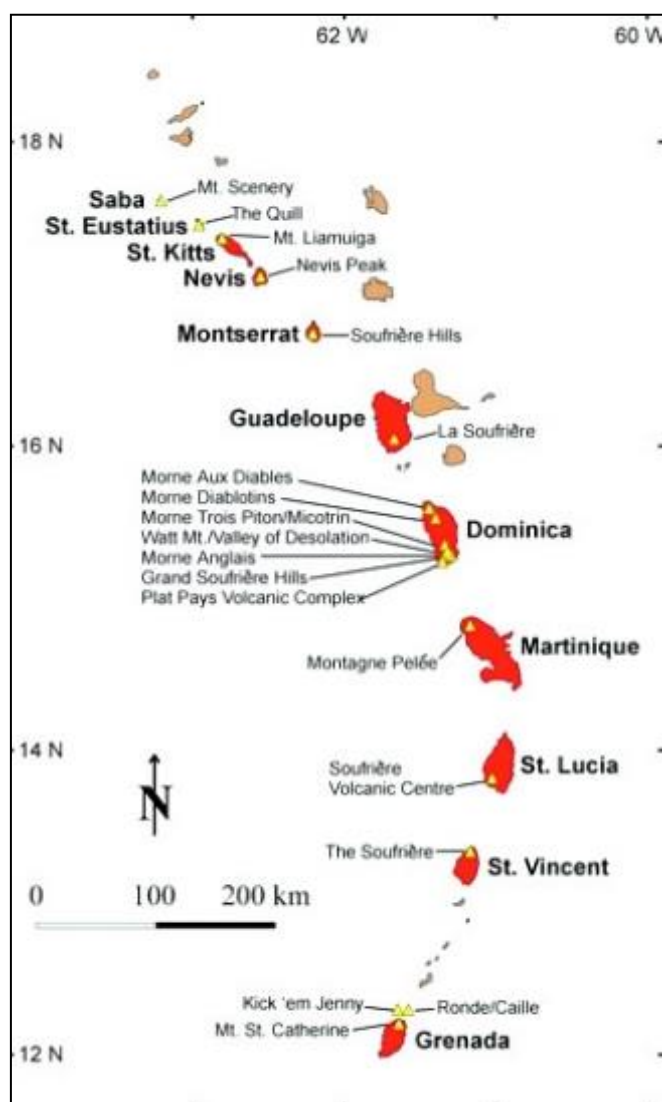 62 W 60 W
18 N
Saba Mt. Scenery
St. Eustatius The Quill
St. Kitts Mt. Liamuiga
Nevis Nevis Peak
Montserrat Soufrière Hills
Guadeloupe
16 N La Soufrière
Morne Aux Diables
Morne Diablotins
Morne Trois Piton/Micotrin
Watt Mt./Valley of Desolation
Dominica
Morne Anglais
Grand Soufrière Hills
Plat Pays Volcanic Complex
Martinique
Montagne Pelée
14 N
Soufrière
Volcanic Centre
St. Lucia
N
The Soufrière
St. Vincent
0 100 200 km
Kick 'em Jenny Ronde/Caille
Mt. St. Catherine
Grenada
12 N